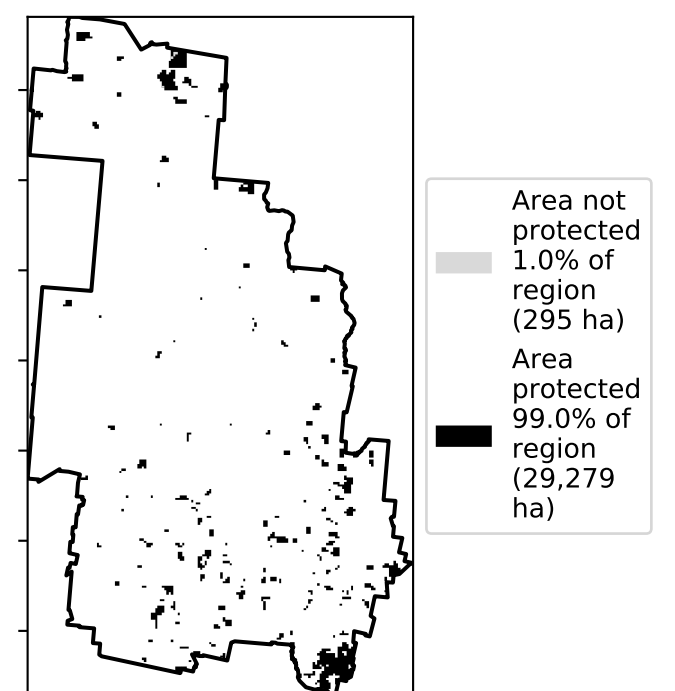 Area not
protected
1.0% of
region
(295 ha)
Area
protected
99.0% of
region
(29,279
ha)